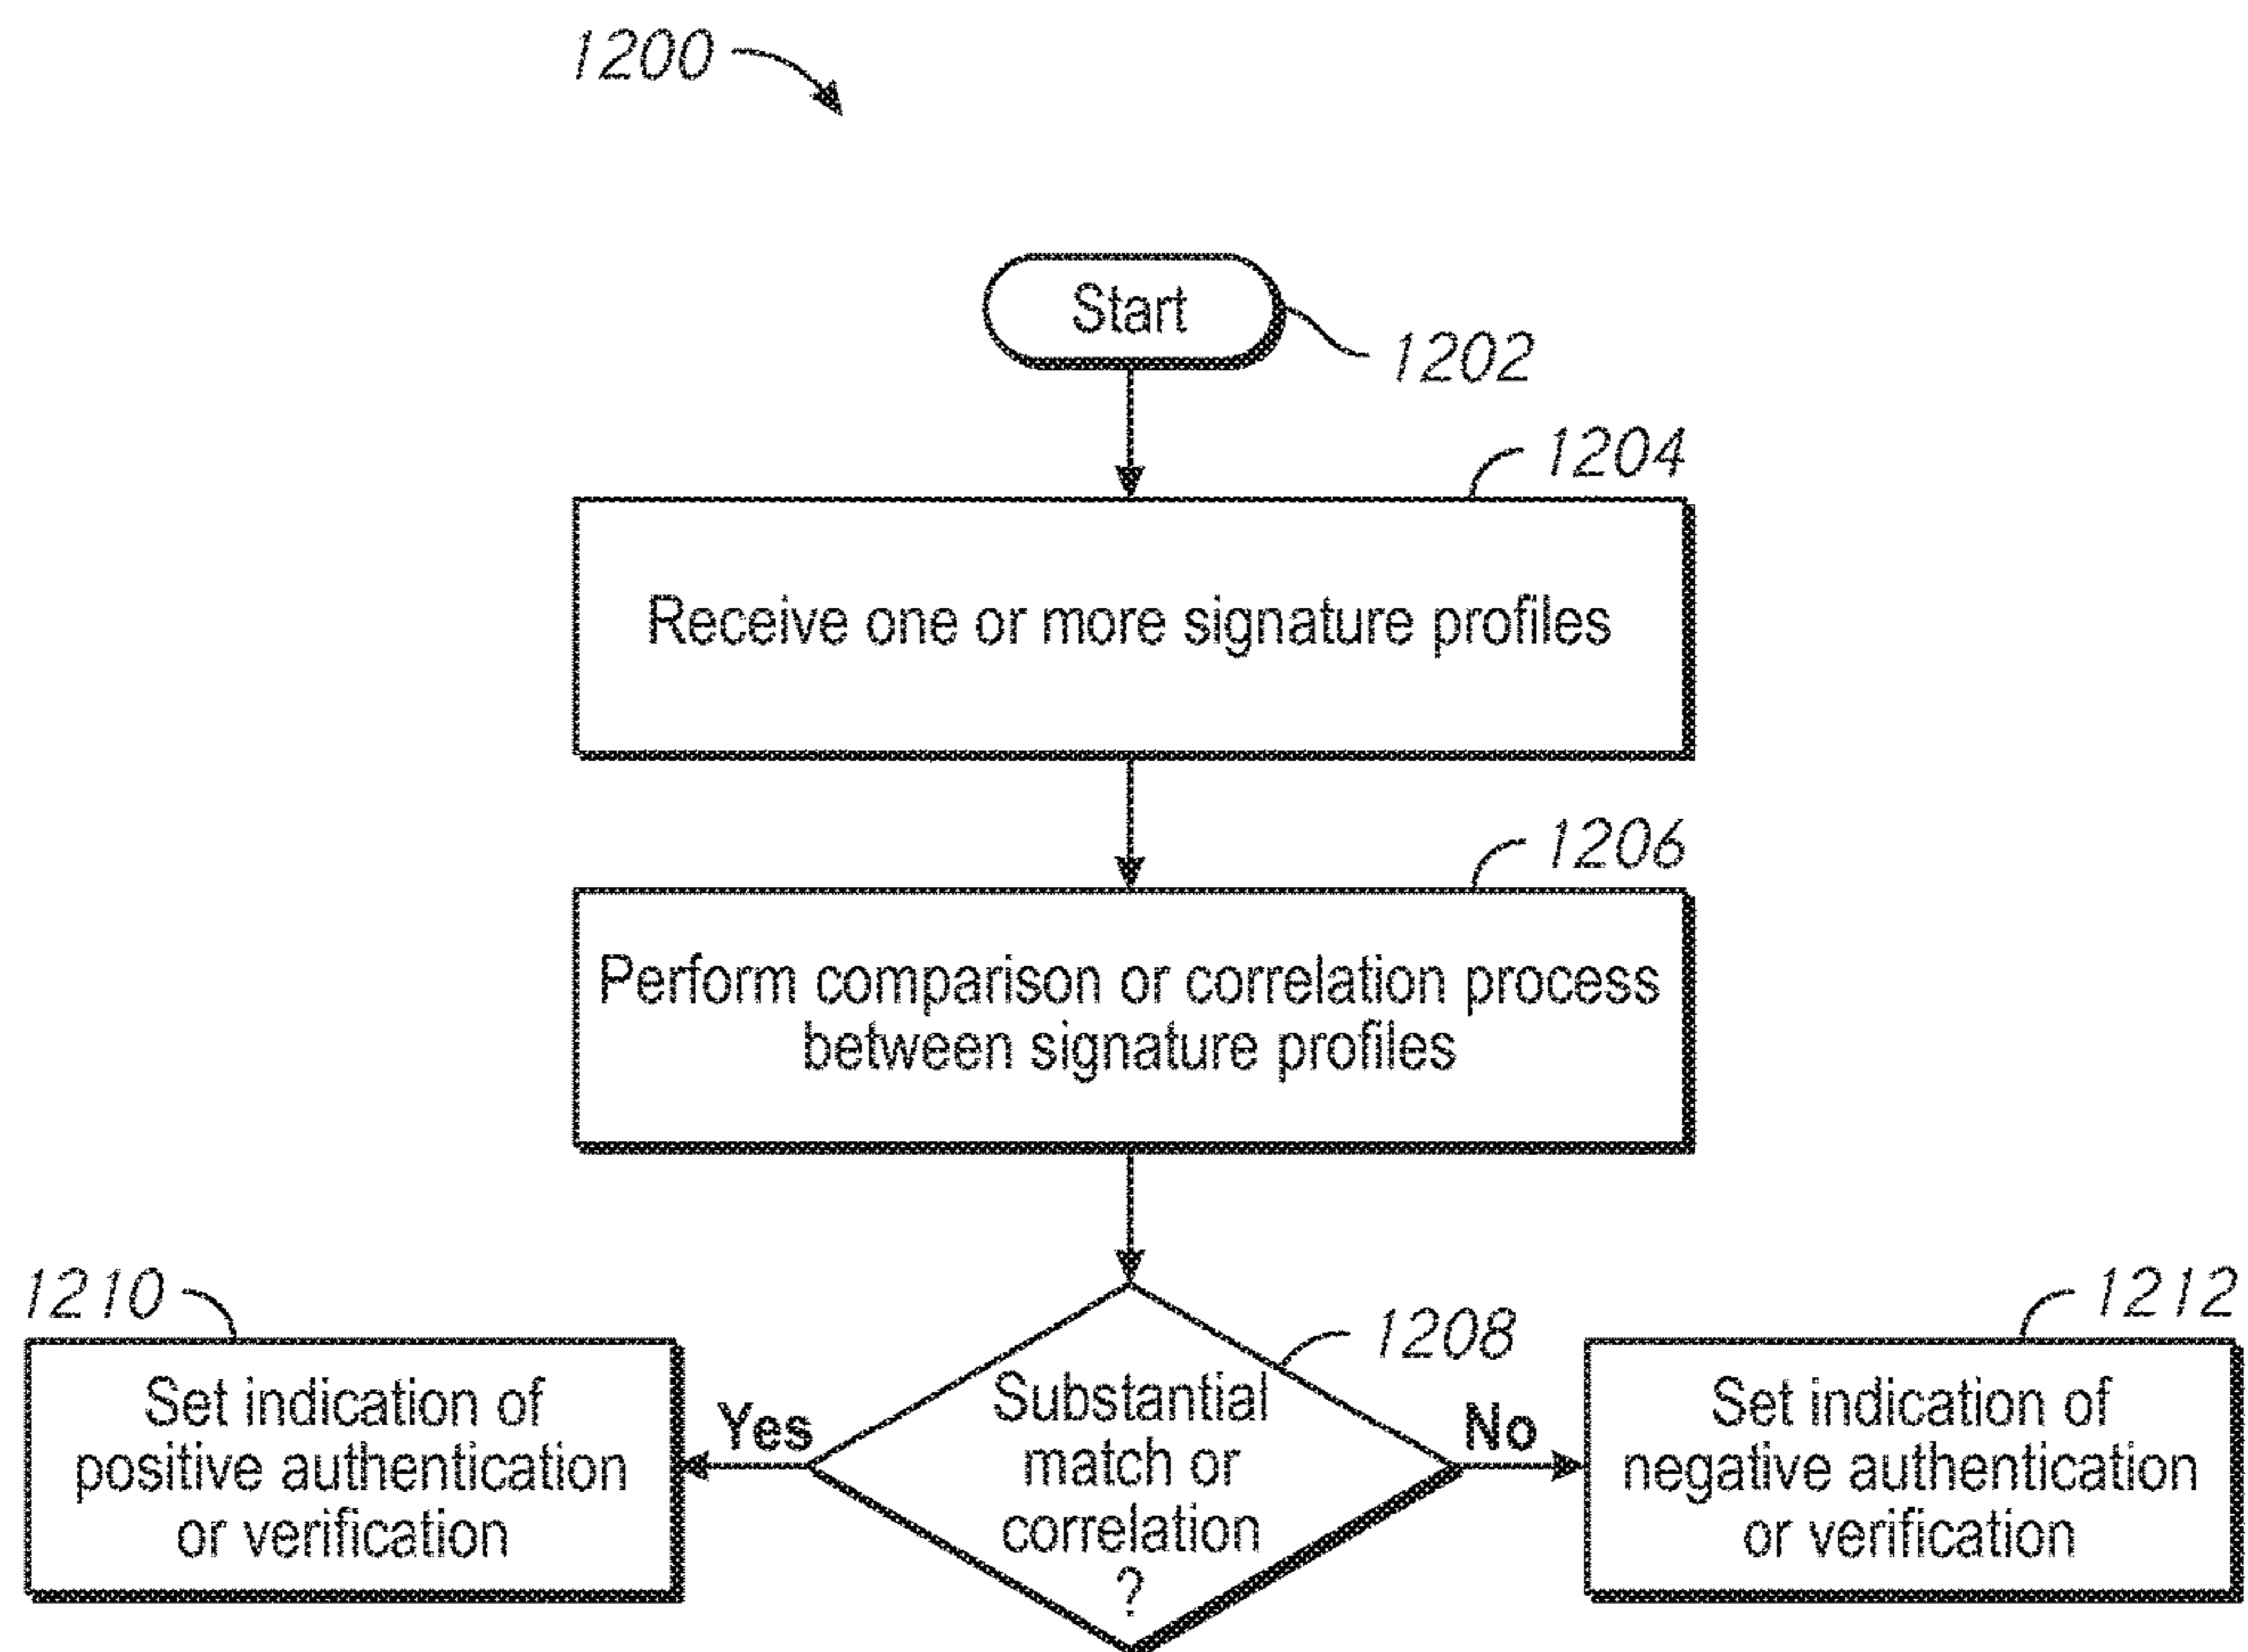 1200
Start
1202
1204
Receive one or more signature profiles
1206
Perform comparison or correlation process
between signature profiles
1210
Set indication of
positive authentication
or verification
Yes
1208
Substantial
match or
correlation
?
No
1212
Set indication of
negative authentication
or verification